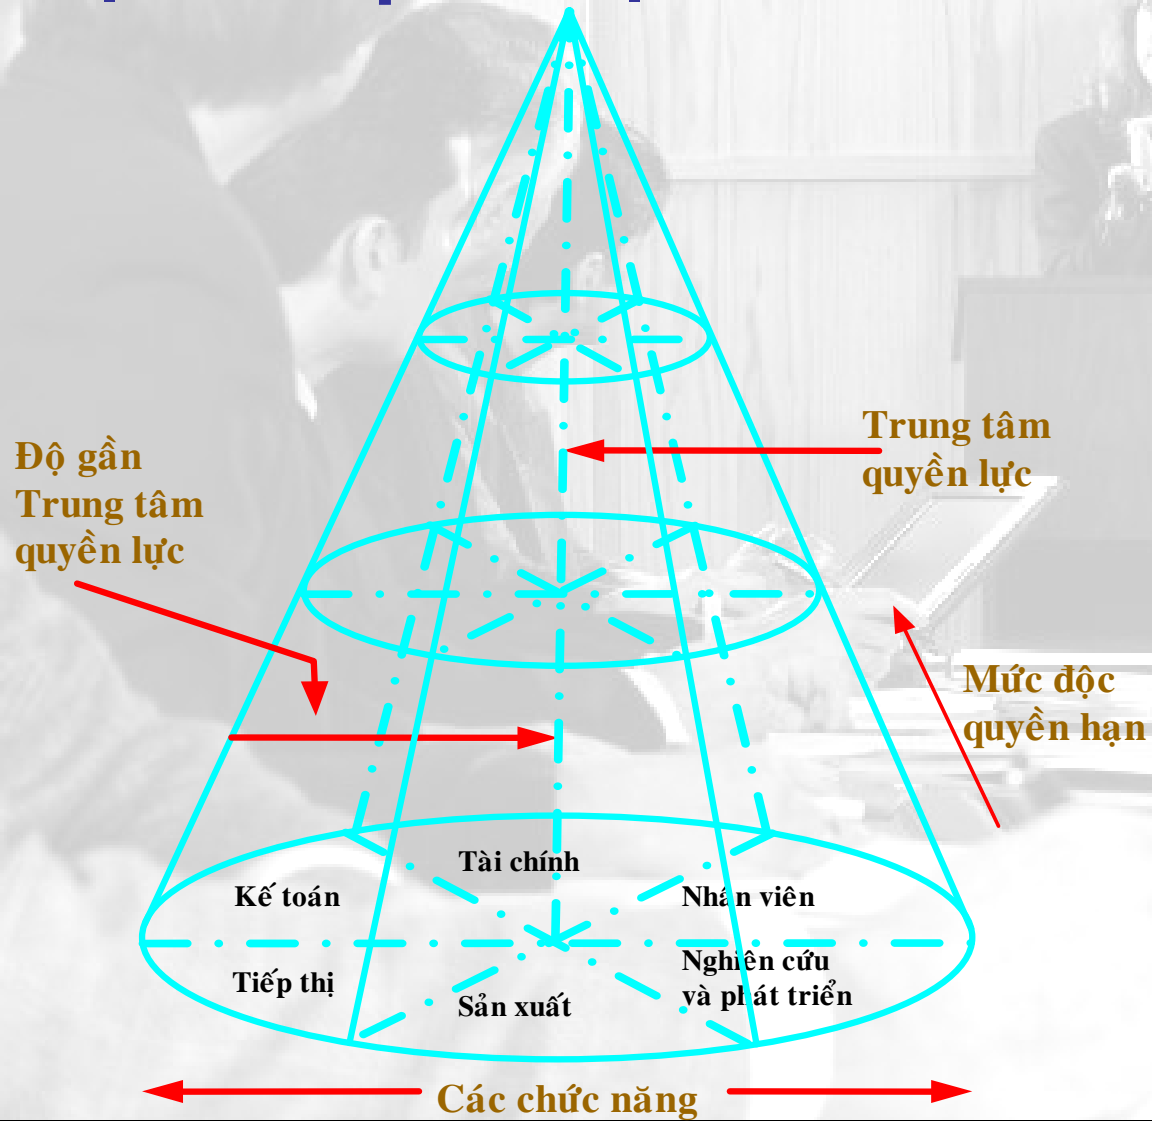 Độ gần
Trung tâm
quyền lực
Trung tâm
quyền lực
Mức độc
quyền hạn
Tài chính
Kế toán
Nhân viên
Tiếp thị
Nghiên cứu
và phát triển
Sản xuất
Các chức năng